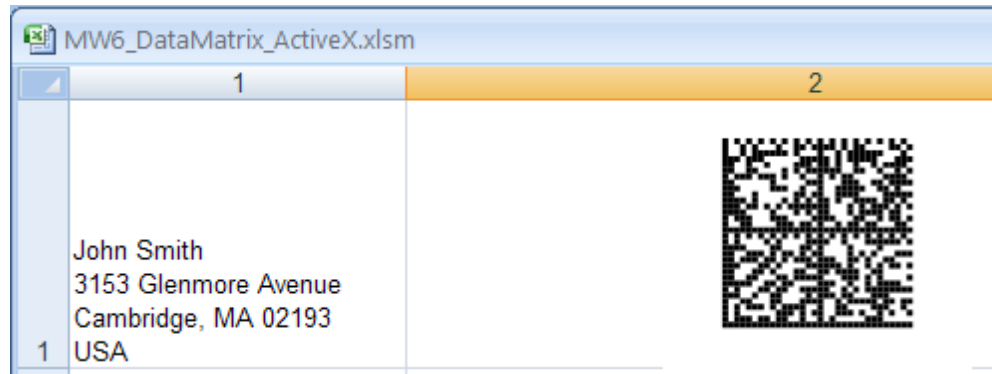 MW6_DataMatrix_ActiveX.xlsm
1 2
John Smith
3153 Glenmore Avenue
Cambridge, MA 02193
1 USA